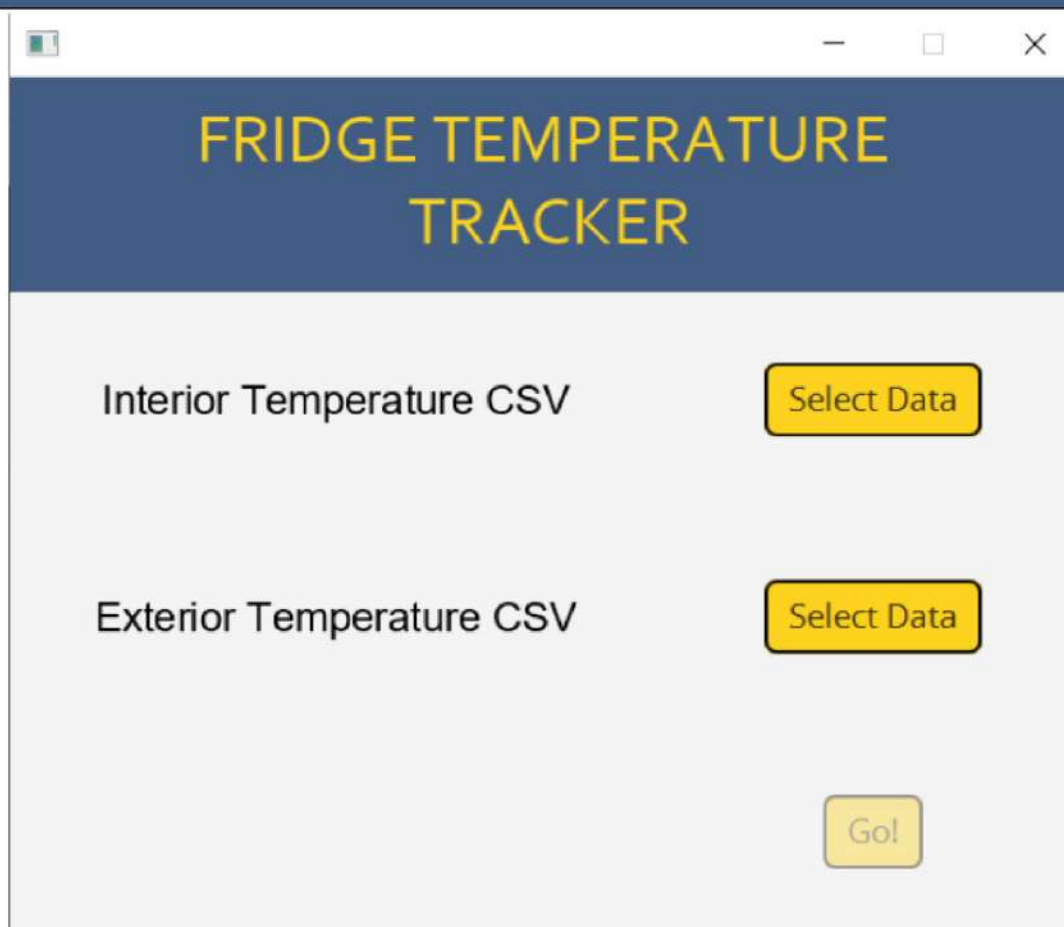 FRIDGE TEMPERATURE
TRACKER
Interior Temperature CSV
Select Data
Exterior Temperature CSV
Select Data
Go!